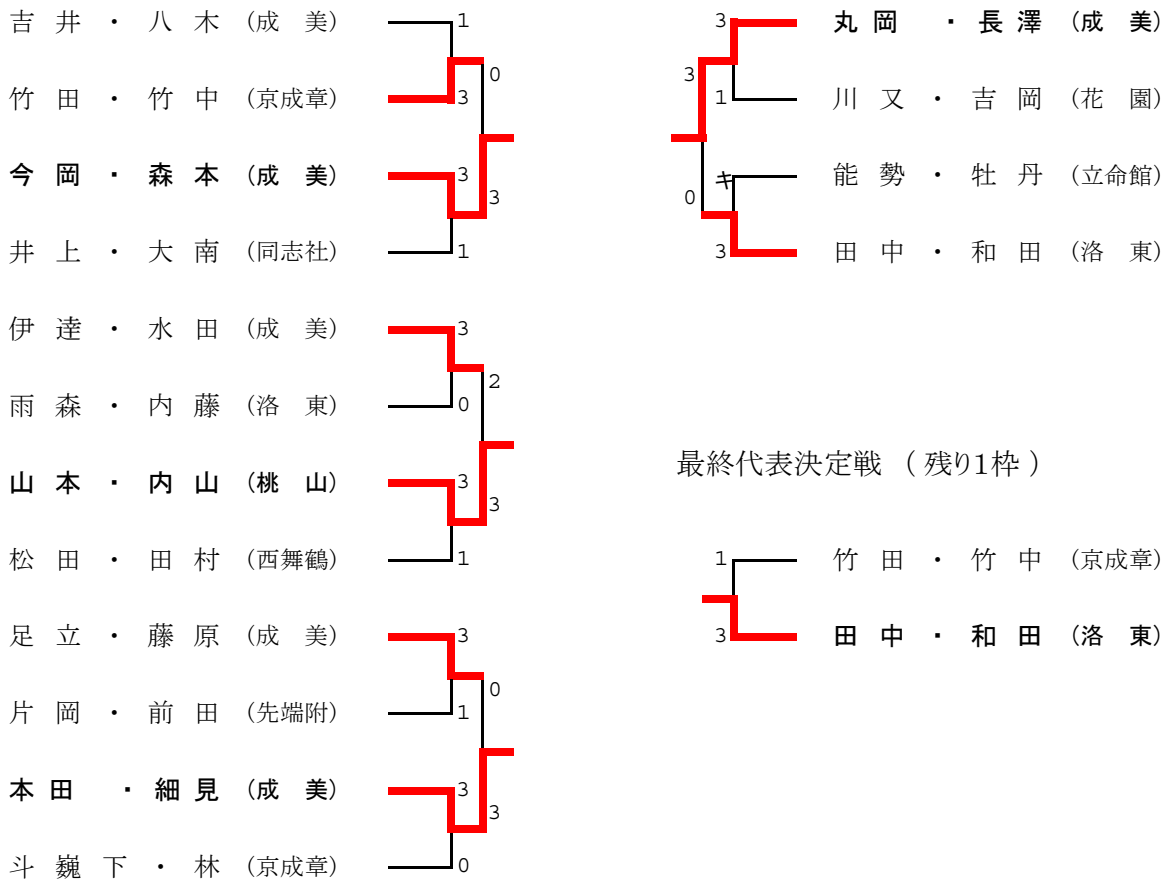 吉井・八木(成美) 1
0
竹田・竹中(京成章) 3
今岡・森本(成美) 3
3
井上・大南(同志社) 1
伊達・水田(成美) 3
2
雨森・内藤(洛東) 0
山本・内山(桃山) 3
3
松田・田村(西舞鶴) 1
足立・藤原(成美) 3
0
片岡・前田(先端附) 1
本田・細見(成美) 3
3
斗巍下・林(京成章) 0
3 丸岡・長澤(成美)
3
1 川又・吉岡(花園)
キ 能勢・牡丹(立命館)
0
3 田中・和田(洛東)
最終代表決定戦(残り1枠)
1 竹田・竹中(京成章)
3 田中・和田(洛東)